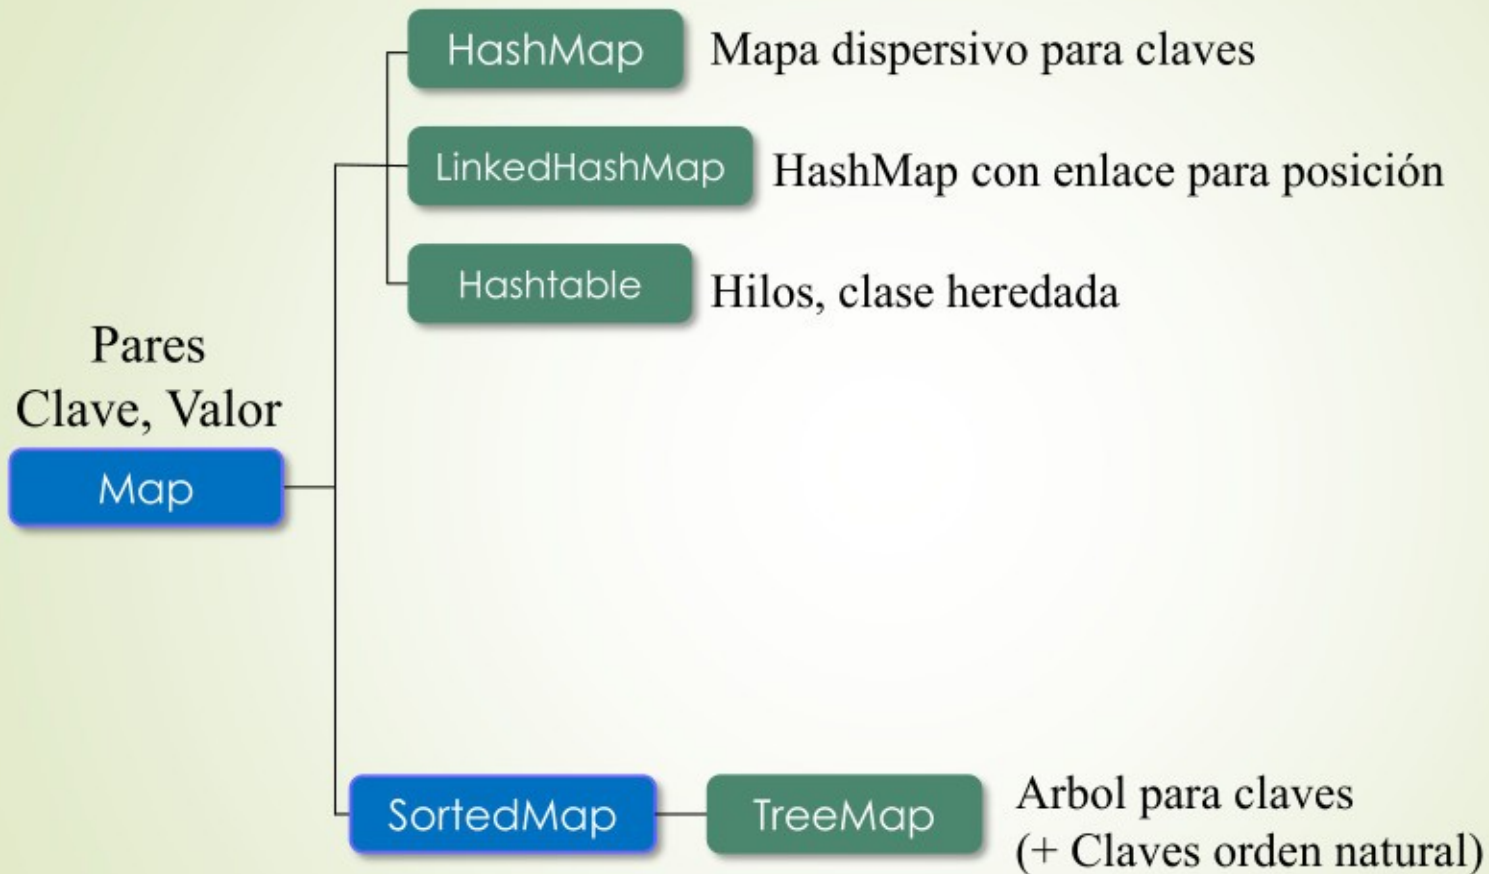 HashMap
Mapa dispersivo para claves
LinkedHashMap
HashMap con enlace para posición
Hashtable
Hilos, clase heredada
Pares
Clave, Valor
Map
SortedMap
TreeMap
Arbol para claves
(+ Claves orden natural)